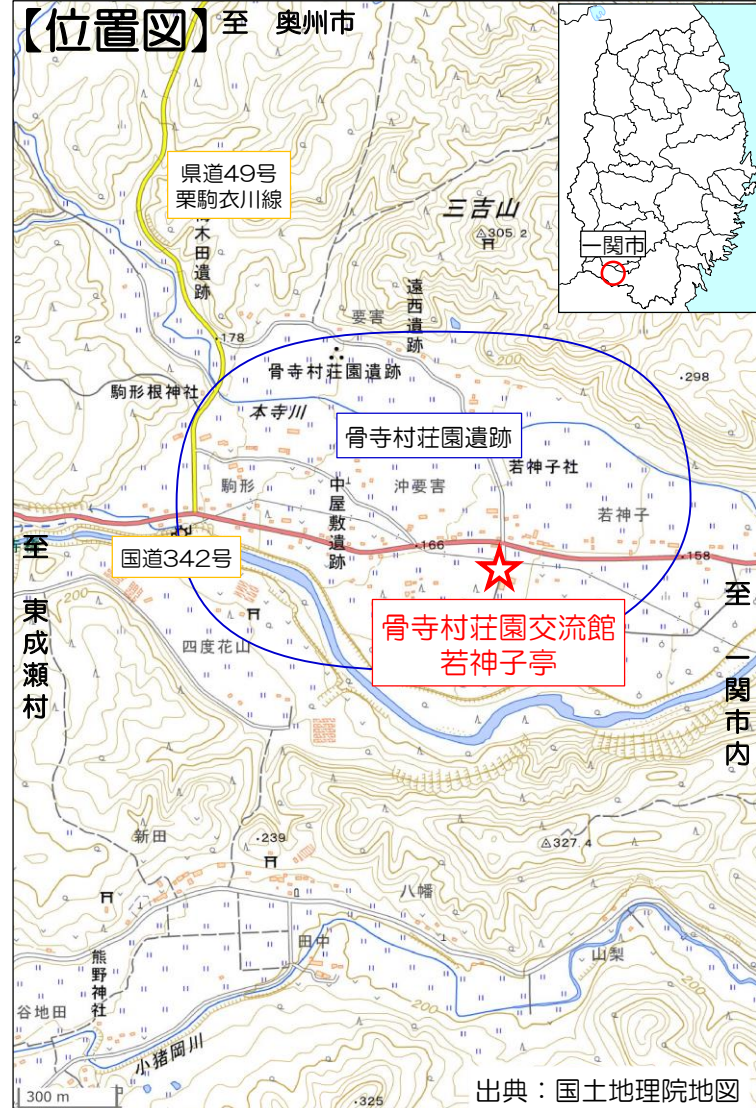 【位置図】
至 奥州市
県道49号
栗駒衣川線
木田遺跡
三吉山
305.2
一関市
遠西遺跡
要害
178
200
298
骨寺村荘園遺跡
駒形根神社
本寺川
骨寺村荘園遺跡
若神子社
駒形
中屋敷遺跡
沖要害
若神子
166
158
至 東成瀬村
国道342号
骨寺村荘園交流館
若神子亭
至 一関市内
四度花山
新田
239
327.4
八幡
田中
山梨
熊野神社
200
200
谷地田
小猪岡川
300 m
325
出典：国土地理院地図